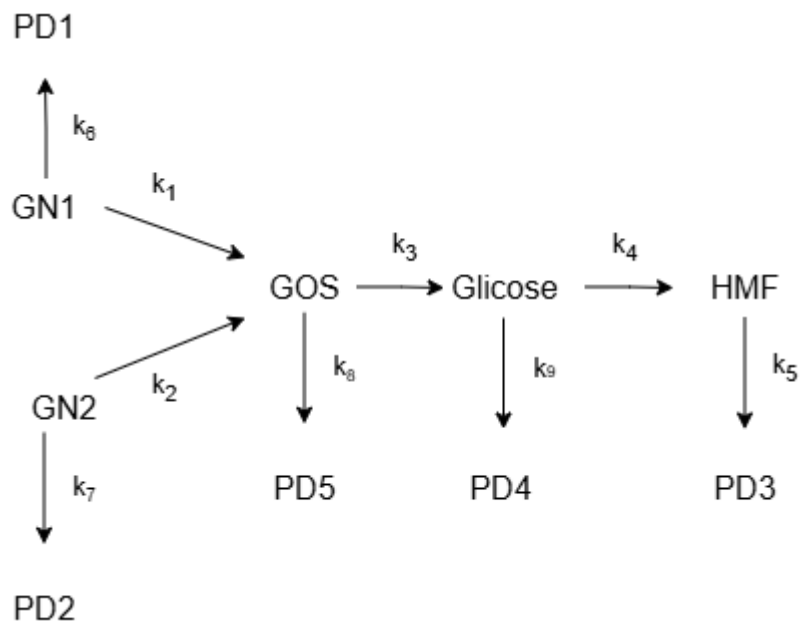 PD1
k₆
GN1
k₁
GOS
k₃
Glicose
k₄
HMF
GN2
k₂
k₇
k₈
k₉
k₅
PD5
PD4
PD3
PD2